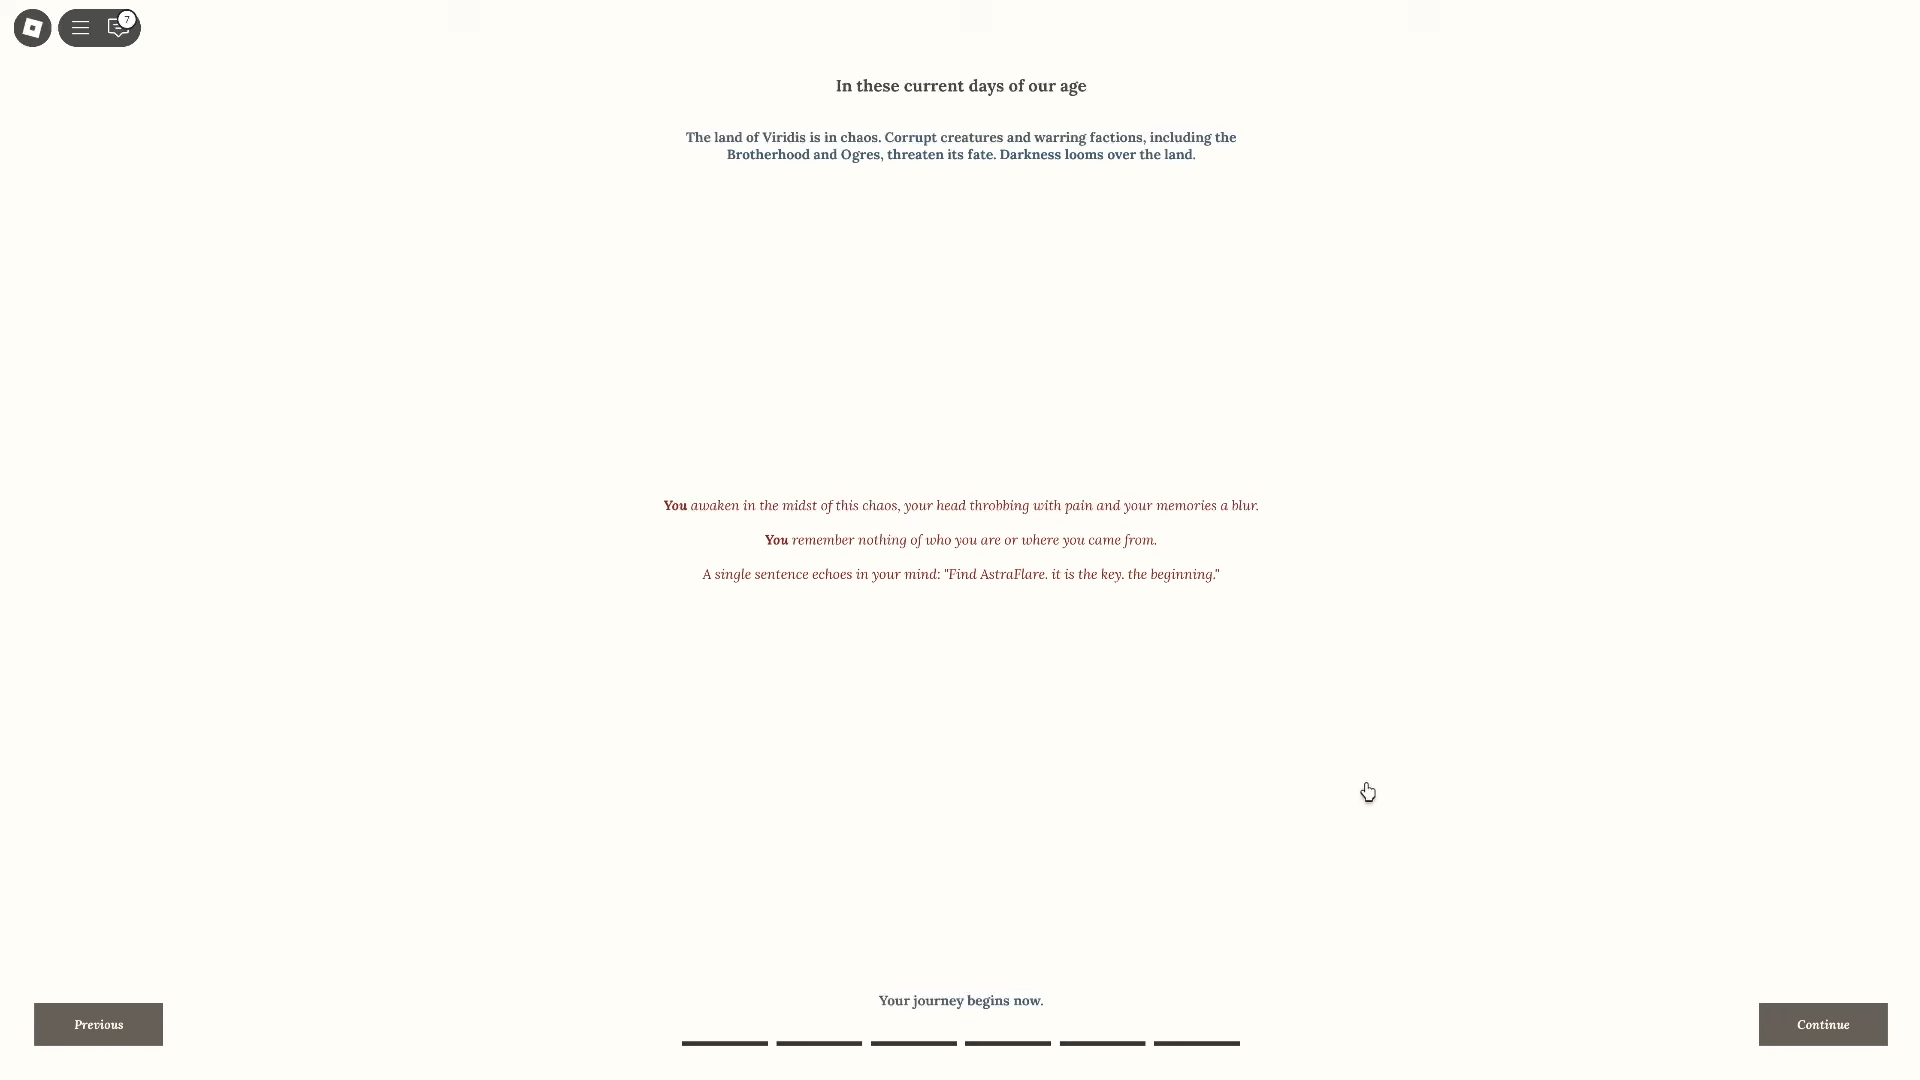 7
In these current days of our age
The land of Viridis is in chaos. Corrupt creatures and warring factions, including the
Brotherhood and Ogres, threaten its fate. Darkness looms over the land.
You awaken in the midst of this chaos, your head throbbing with pain and your memories a blur.
You remember nothing of who you are or where you came from.
A single sentence echoes in your mind: "Find AstraFlare. it is the key. the beginning."
Your journey begins now.
Previous
Continue